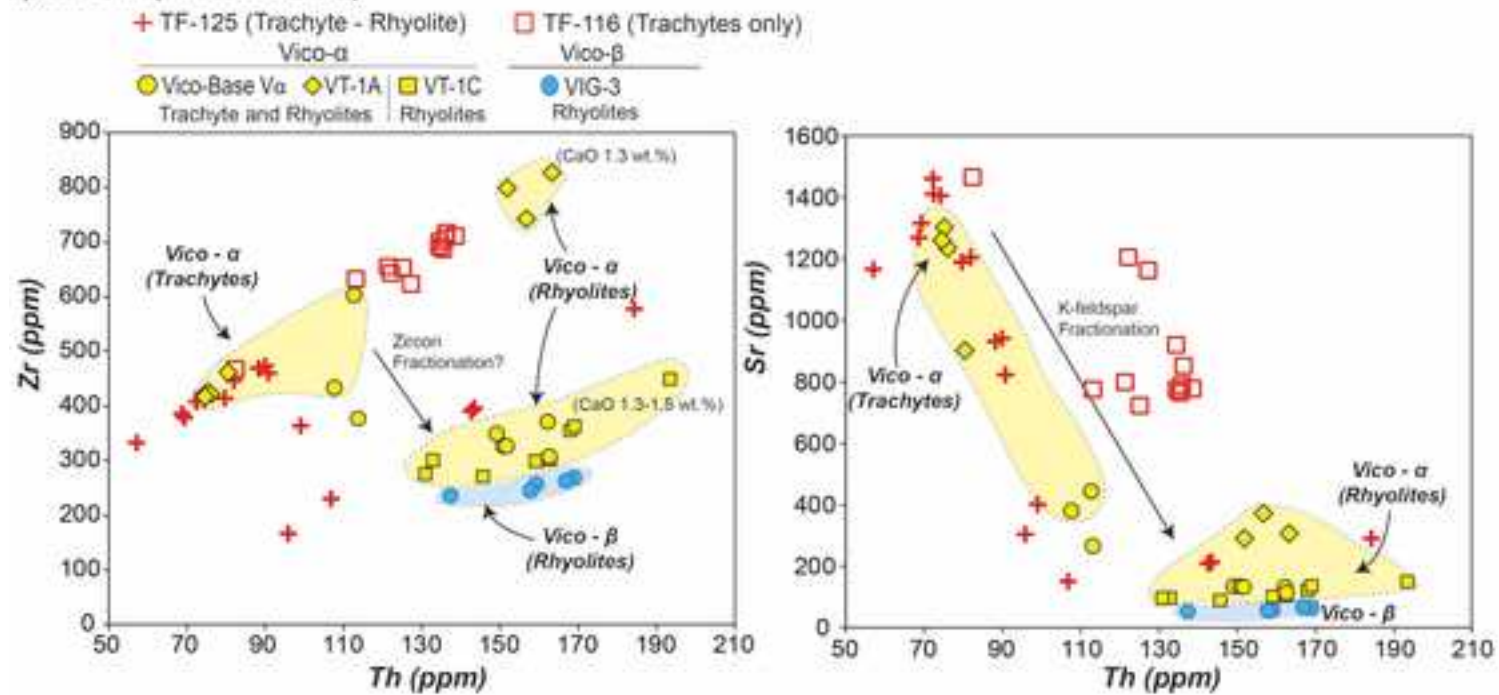 TF-125 (Trachyte - Rhyolite) TF-116 (Trachytes only)
Vico-α Vico-β
Vico-Base Vα VT-1A VT-1C VIG-3
Trachyte and Rhyolites Rhyolites Rhyolites
900
800
700
600
500
400
300
200
100
0
Zr (ppm)
50 70 90 110 130 150 170 190 210
Th (ppm)
(CaO 1.3 wt.%)
Vico - α
(Trachytes)
Vico - α
(Rhyolites)
Zircon
Fractionation?
(CaO 1.3-1.5 wt.%)
Vico - β
(Rhyolites)
1600
1400
1200
1000
800
600
400
200
0
Sr (ppm)
50 70 90 110 130 150 170 190 210
Th (ppm)
K-feldspar
Fractionation
Vico - α
(Trachytes)
Vico - α
(Rhyolites)
Vico - β